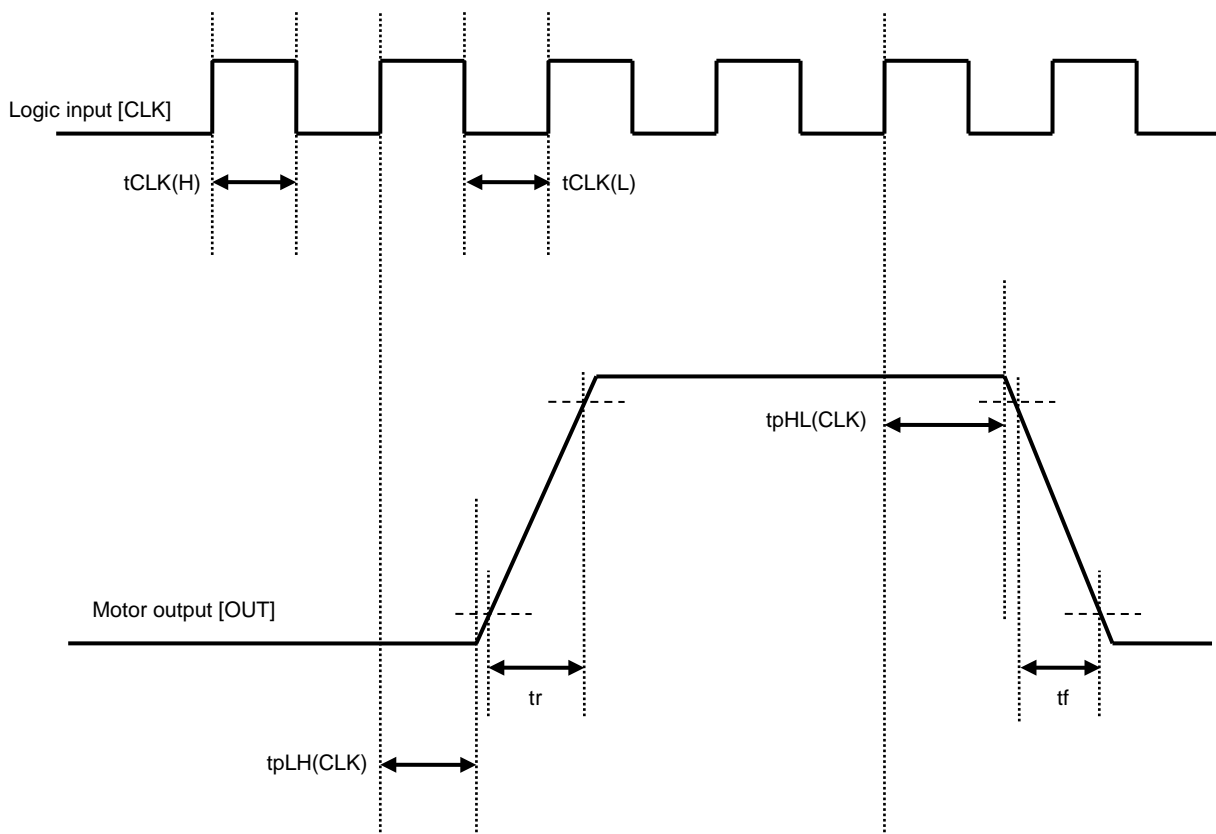 Logic input [CLK]
tCLK(H)
tCLK(L)
tpHL(CLK)
Motor output [OUT]
tr
tf
tpLH(CLK)